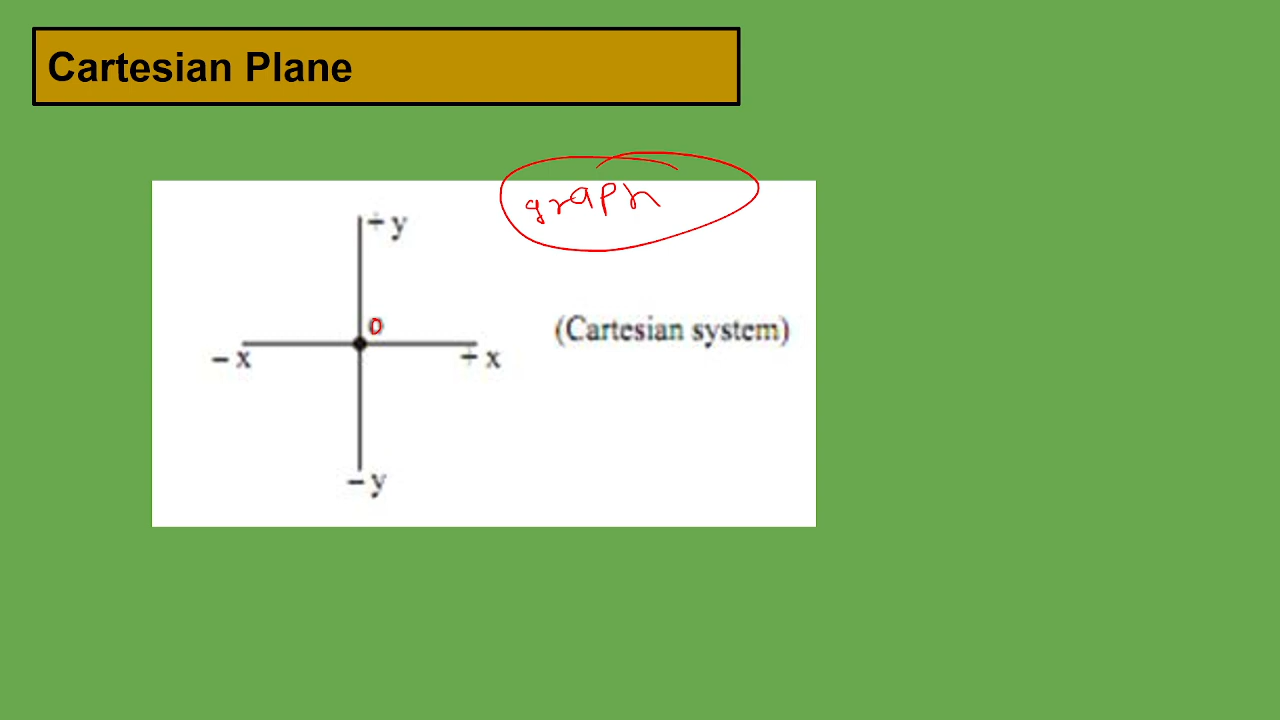 Cartesian Plane
graph
+ y
0
(Cartesian system)
- x
+ x
- y